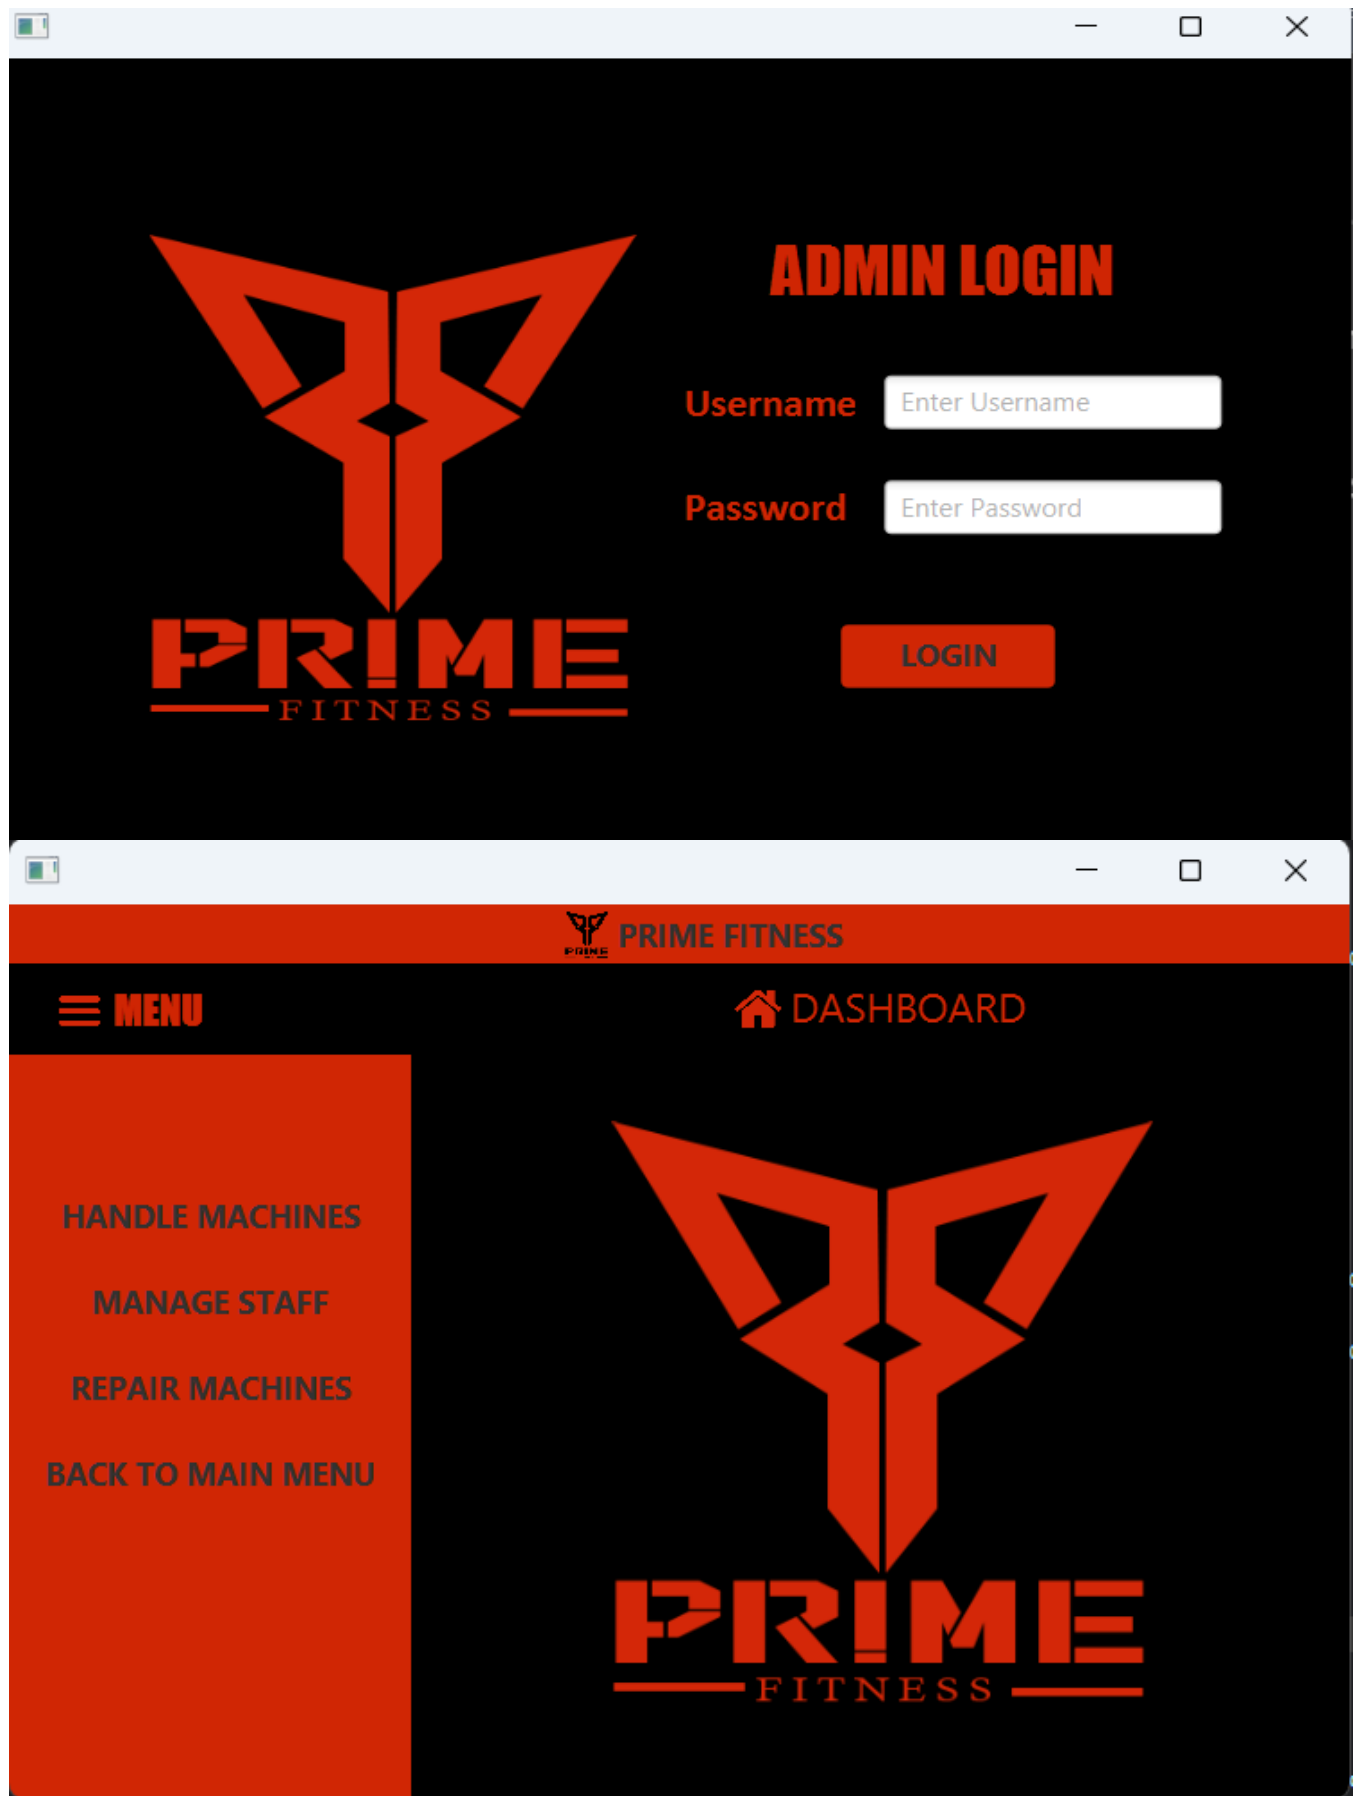 ADMIN LOGIN
Username
Enter Username
Password
Enter Password
LOGIN
PRIME
FITNESS
PRIME
PRIME FITNESS
MENU
DASHBOARD
HANDLE MACHINES
MANAGE STAFF
REPAIR MACHINES
BACK TO MAIN MENU
PRIME
FITNESS